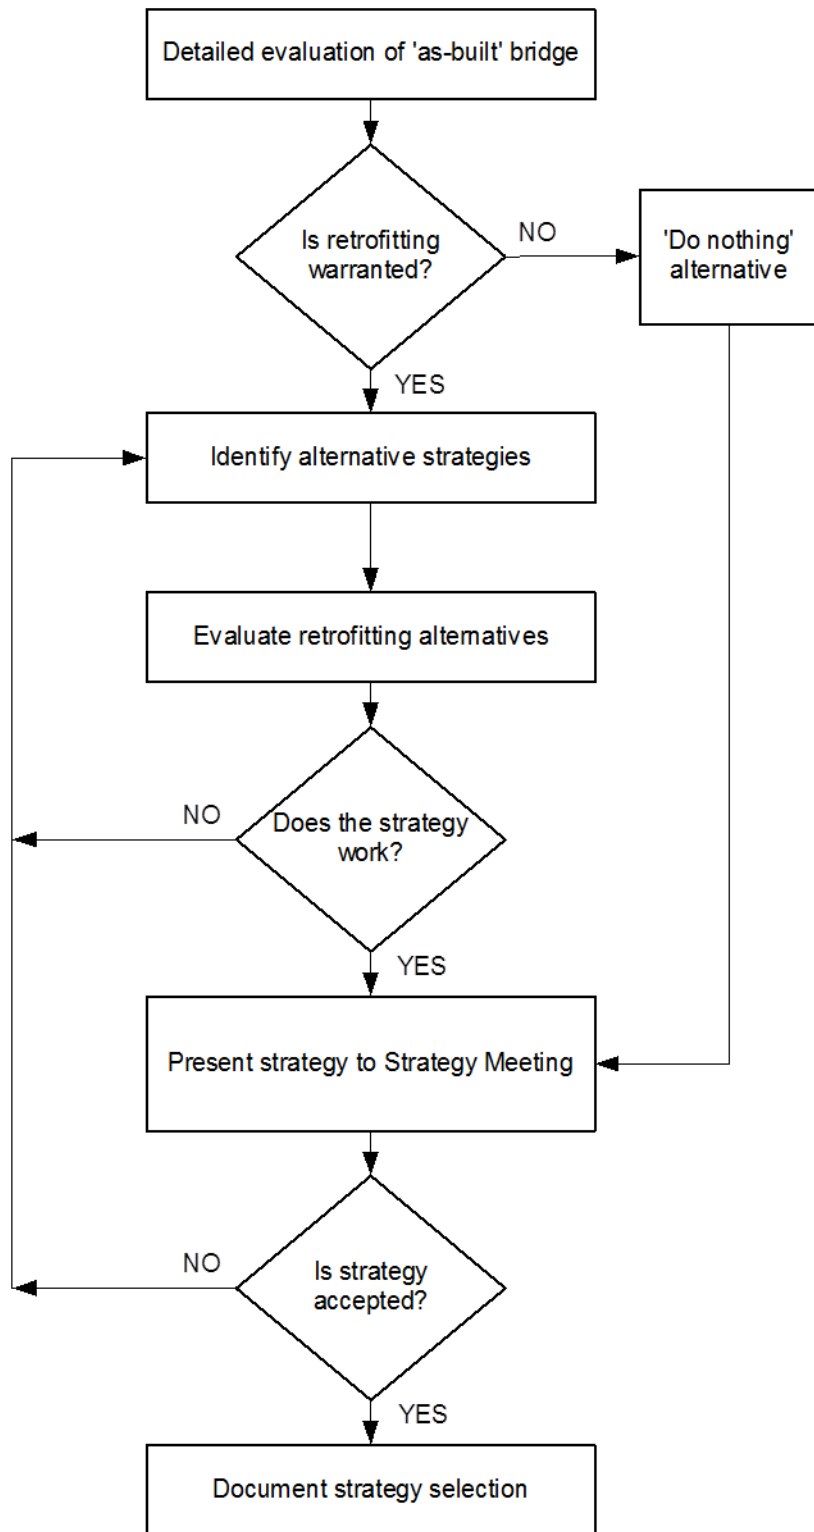 Detailed evaluation of 'as-built' bridge
Is retrofitting
warranted?
NO
'Do nothing'
alternative
YES
Identify alternative strategies
Evaluate retrofitting alternatives
NO
Does the strategy
work?
YES
Present strategy to Strategy Meeting
NO
Is strategy
accepted?
YES
Document strategy selection